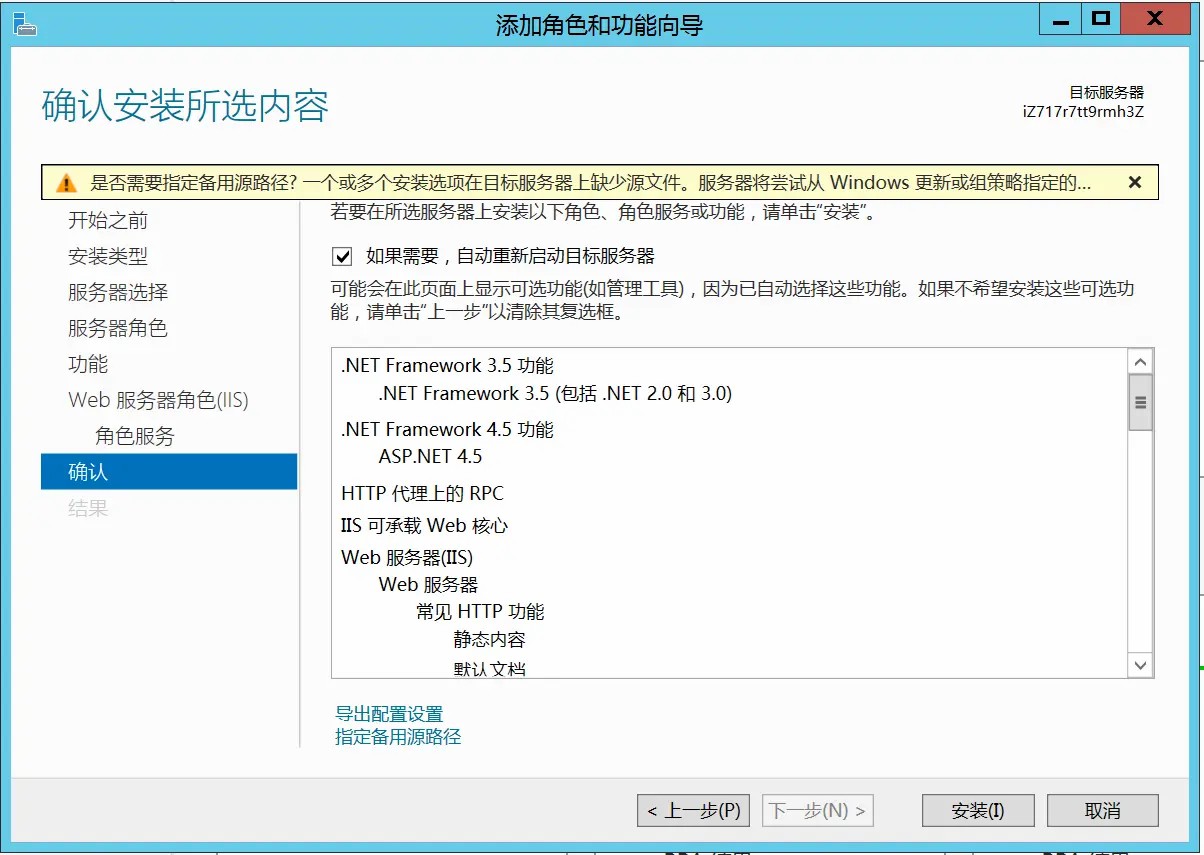 添加角色和功能向导
确认安装所选内容
目标服务器
iZ717r7tt9rmh3Z
是否需要指定备用源路径? 一个或多个安装选项在目标服务器上缺少源文件。服务器将尝试从 Windows 更新或组策略指定的...
开始之前
安装类型
服务器选择
服务器角色
功能
Web 服务器角色(IIS)
角色服务
确认
结果
若要在所选服务器上安装以下角色、角色服务或功能，请单击“安装”。
如果需要，自动重新启动目标服务器
可能会在此页面上显示可选功能(如管理工具)，因为已自动选择这些功能。如果不希望安装这些可选功
能，请单击“上一步”以清除其复选框。
.NET Framework 3.5 功能
.NET Framework 3.5 (包括 .NET 2.0 和 3.0)
.NET Framework 4.5 功能
ASP.NET 4.5
HTTP 代理上的 RPC
IIS 可承载 Web 核心
Web 服务器(IIS)
Web 服务器
常见 HTTP 功能
静态内容
默认文档
导出配置设置
指定备用源路径
< 上一步(P)
下一步(N) >
安装(I)
取消